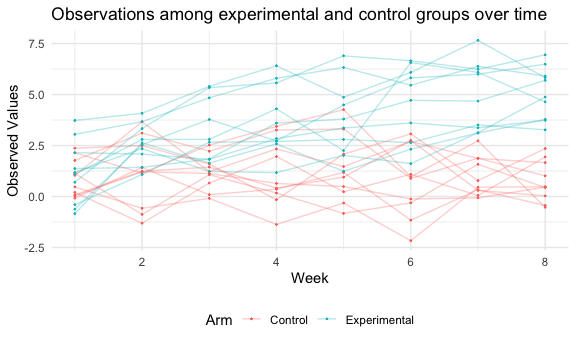 Observations among experimental and control groups over time
7.5
5.0
2.5
0.0
-2.5
Observed Values
2 4 6 8
Week
Arm Control Experimental